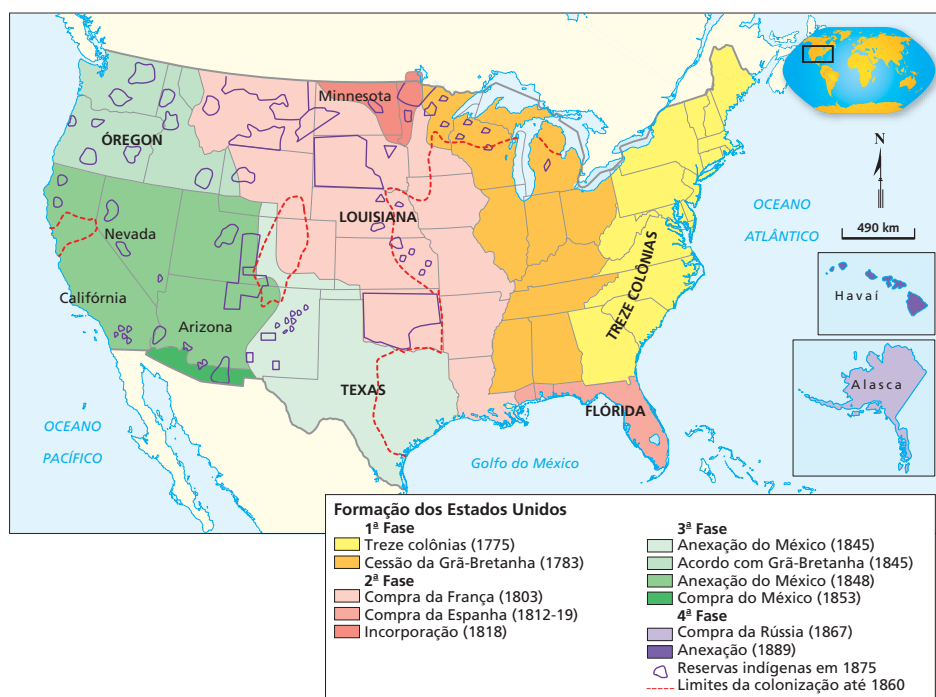 Minnesota
ÓREGON
N
OCEANO
ATLÂNTICO
490 km
LOUISIANA
Nevada
TREZE COLÔNIAS
Havaí
Califórnia
Arizona
Alasca
TEXAS
FLÓRIDA
OCEANO
PACÍFICO
Golfo do México
Formação dos Estados Unidos
1ª Fase
Treze colônias (1775)
Cessão da Grã-Bretanha (1783)
2ª Fase
Compra da França (1803)
Compra da Espanha (1812-19)
Incorporação (1818)
3ª Fase
Anexação do México (1845)
Acordo com Grã-Bretanha (1845)
Anexação do México (1848)
Compra do México (1853)
4ª Fase
Compra da Rússia (1867)
Anexação (1889)
Reservas indígenas em 1875
Limites da colonização até 1860